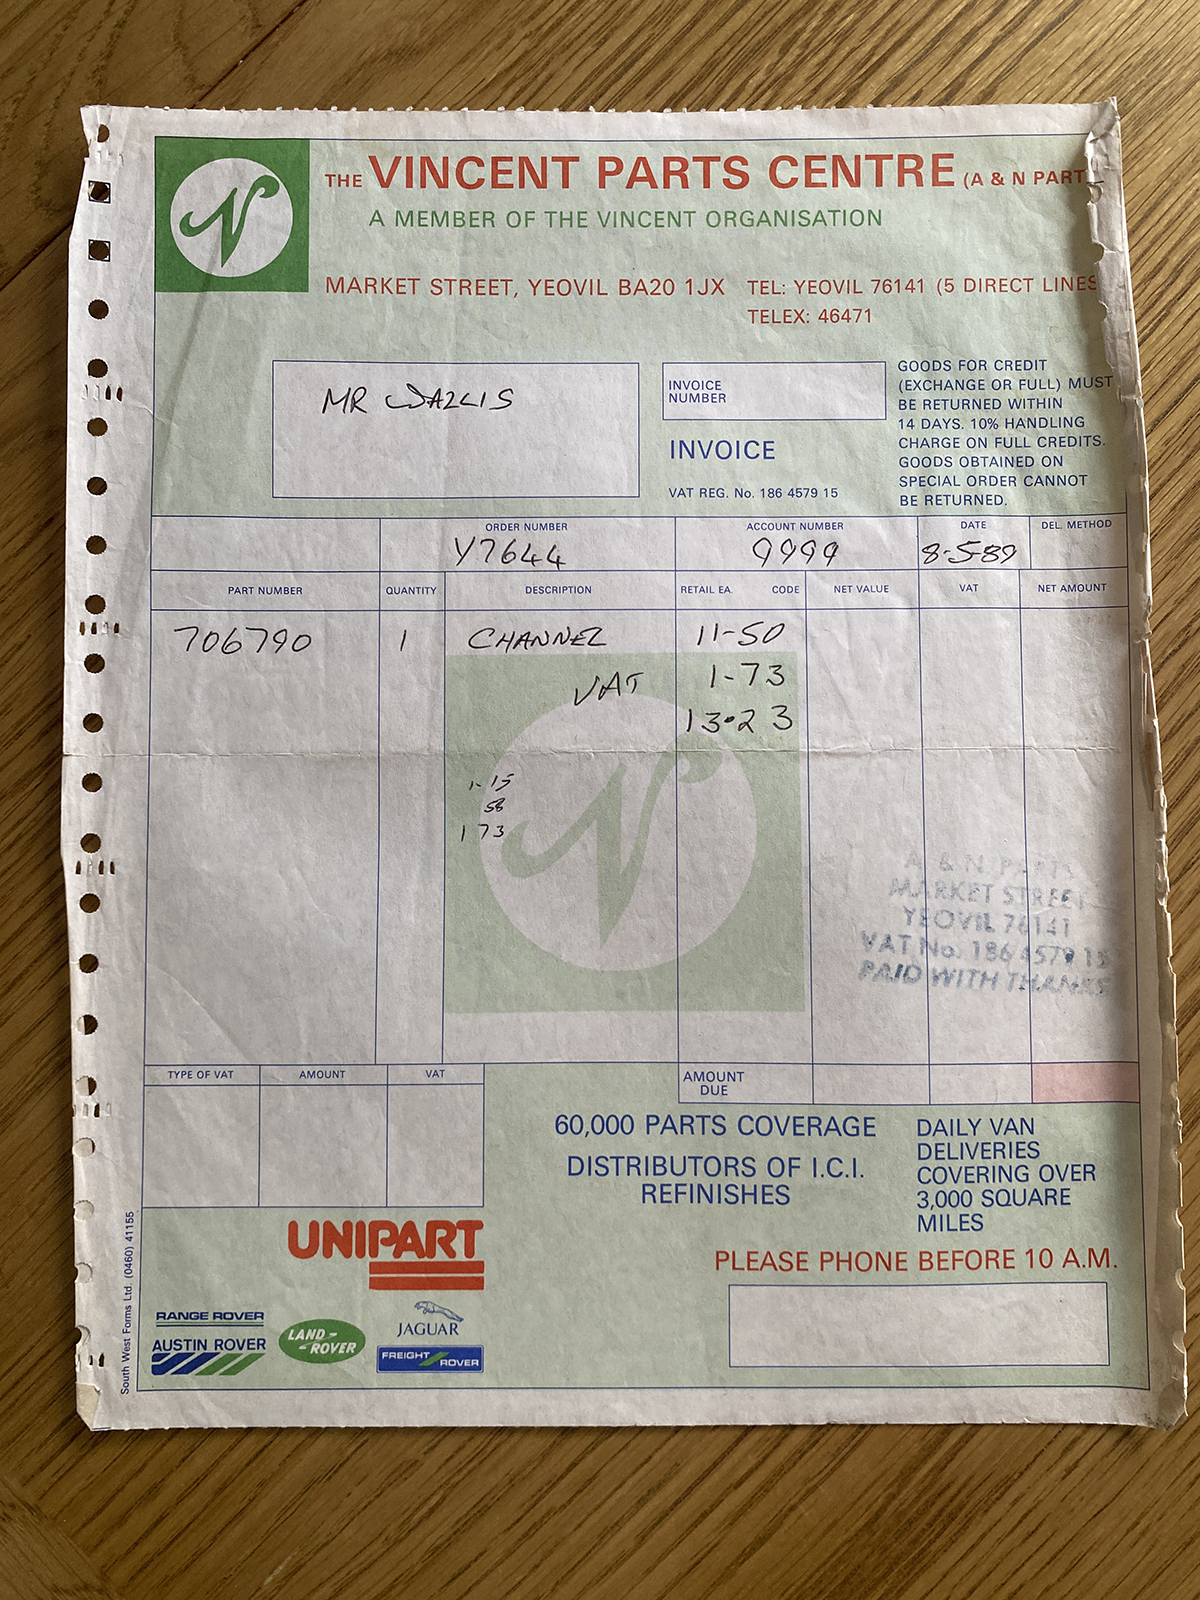 THE VINCENT PARTS CENTRE (A & N PART
A MEMBER OF THE VINCENT ORGANISATION
MARKET STREET, YEOVIL BA20 1JX TEL: YEOVIL 76141 (5 DIRECT LINES
TELEX: 46471
MR WALLIS
INVOICE
NUMBER
INVOICE
VAT REG. No. 186 4579 15
GOODS FOR CREDIT
(EXCHANGE OR FULL) MUST
BE RETURNED WITHIN
14 DAYS. 10% HANDLING
CHARGE ON FULL CREDITS.
GOODS OBTAINED ON
SPECIAL ORDER CANNOT
BE RETURNED.
ORDER NUMBER ACCOUNT NUMBER DATE DEL. METHOD
Y7644 9999 8-5-89
PART NUMBER QUANTITY DESCRIPTION RETAIL EA. CODE NET VALUE VAT NET AMOUNT
706790 1 CHANNEL 11-50
VAT 1-73
13.23
1-15
58
1 73
A & N PARTS
MARKET STREET
YEOVIL 76141
VAT No. 186 4579 15
PAID WITH THANKS
TYPE OF VAT AMOUNT VAT
AMOUNT
DUE
60,000 PARTS COVERAGE
DISTRIBUTORS OF I.C.I.
REFINISHES
DAILY VAN
DELIVERIES
COVERING OVER
3,000 SQUARE
MILES
PLEASE PHONE BEFORE 10 A.M.
UNIPART
RANGE ROVER
AUSTIN ROVER
LAND-
-ROVER
JAGUAR
FREIGHT ROVER
South West Forms Ltd. (0460) 41155